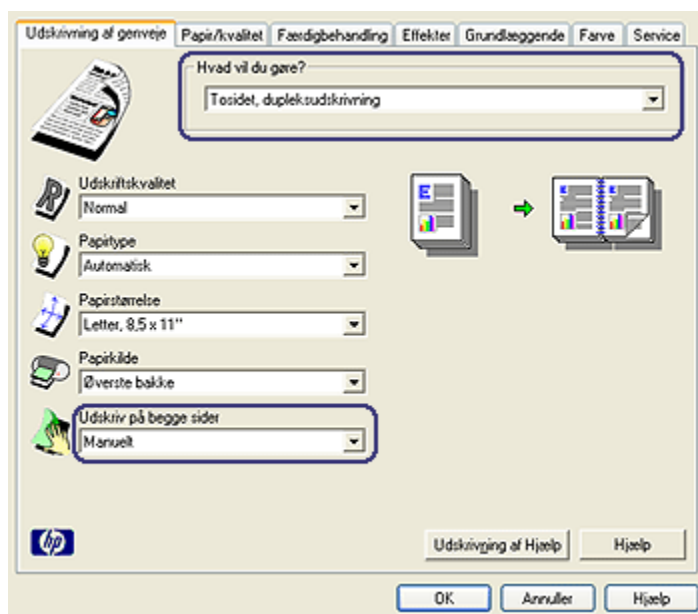 Udskrivning af genveje Papir/kvalitet Færdigbehandling Effekter Grundlæggende Farve Service
Hvad vil du gøre?
Tosidet, dupleksudskrivning
Udskriftskvalitet
Normal
Papirtype
Automatisk
Papirstørrelse
Letter, 8,5 x 11"
Papirkilde
Øverste bakke
Udskriv på begge sider
Manuelt
hp
Udskrivning af Hjælp Hjælp
OK Annuller Hjælp